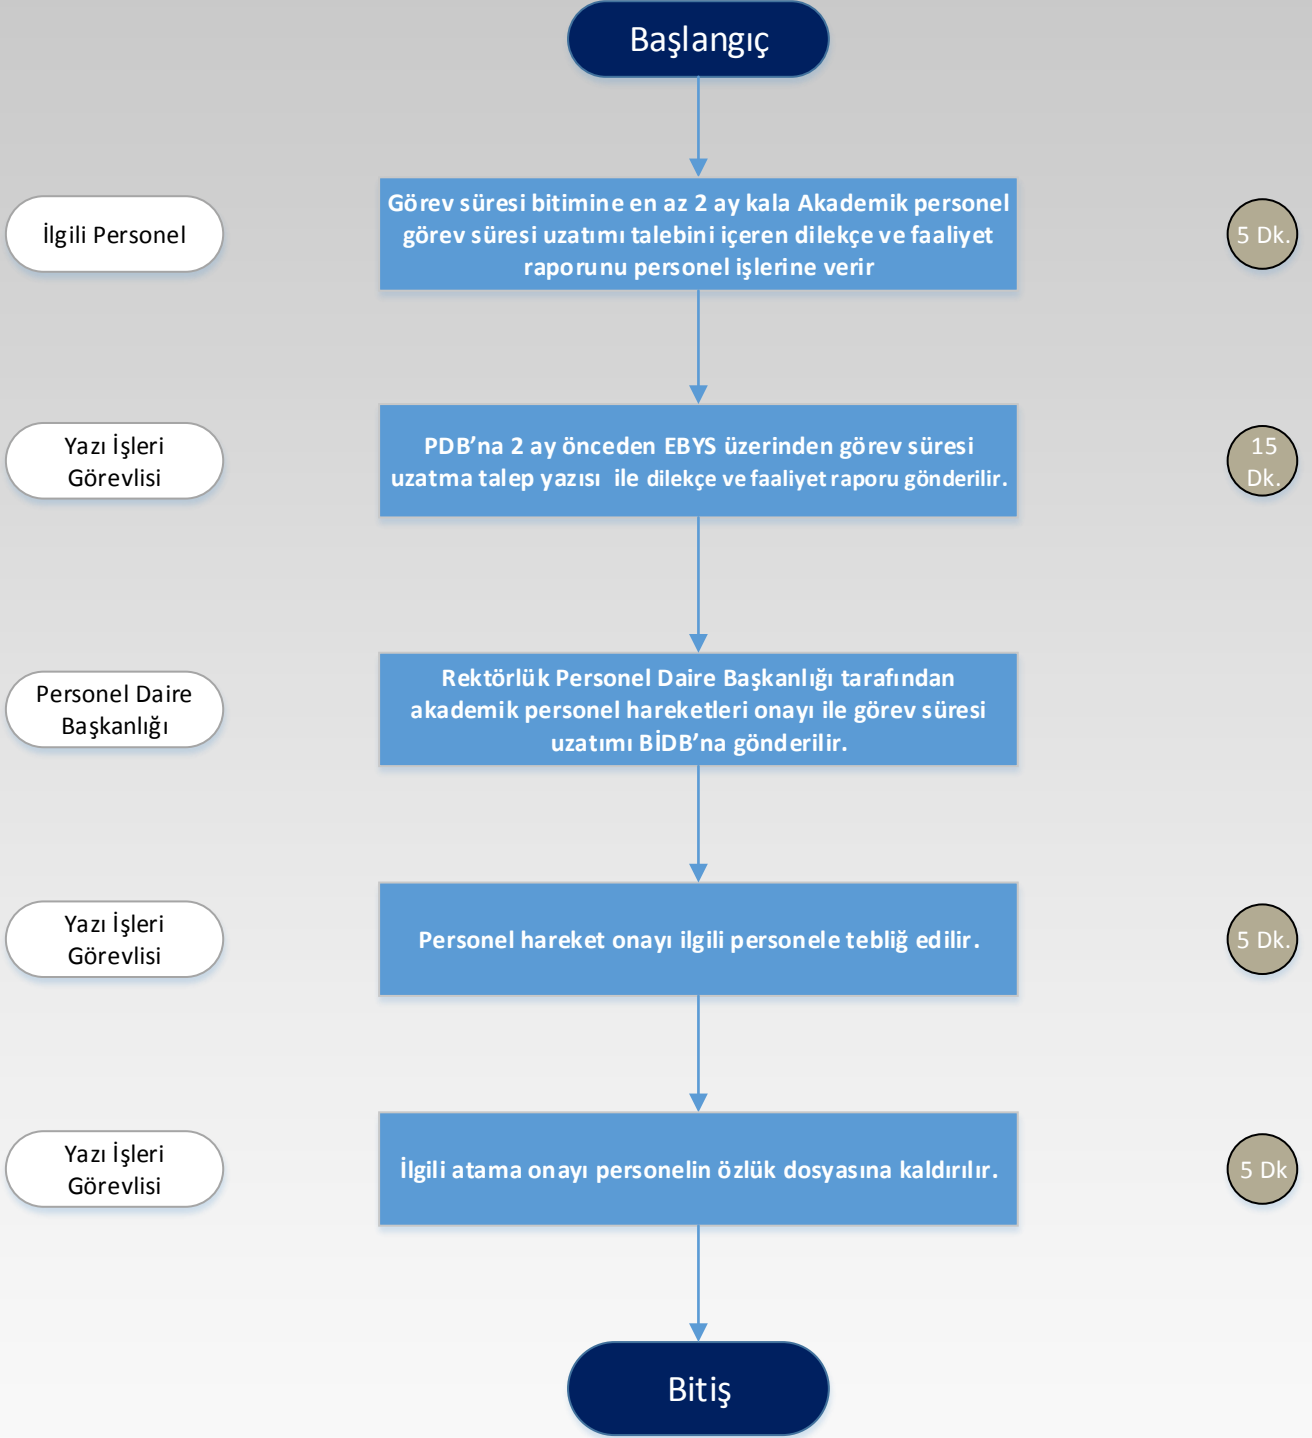 Başlangıç
İlgili Personel
Görev süresi bitimine en az 2 ay kala Akademik personel
görev süresi uzatımı talebini içeren dilekçe ve faaliyet
raporunu personel işlerine verir
5 Dk.
Yazı İşleri
Görevlisi
PDB’na 2 ay önceden EBYS üzerinden görev süresi
uzatma talep yazısı ile dilekçe ve faaliyet raporu gönderilir.
15
Dk.
Personel Daire
Başkanlığı
Rektörlük Personel Daire Başkanlığı tarafından
akademik personel hareketleri onayı ile görev süresi
uzatımı BİDB’na gönderilir.
Yazı İşleri
Görevlisi
Personel hareket onayı ilgili personele tebliğ edilir.
5 Dk.
Yazı İşleri
Görevlisi
İlgili atama onayı personelin özlük dosyasına kaldırılır.
5 Dk
Bitiş